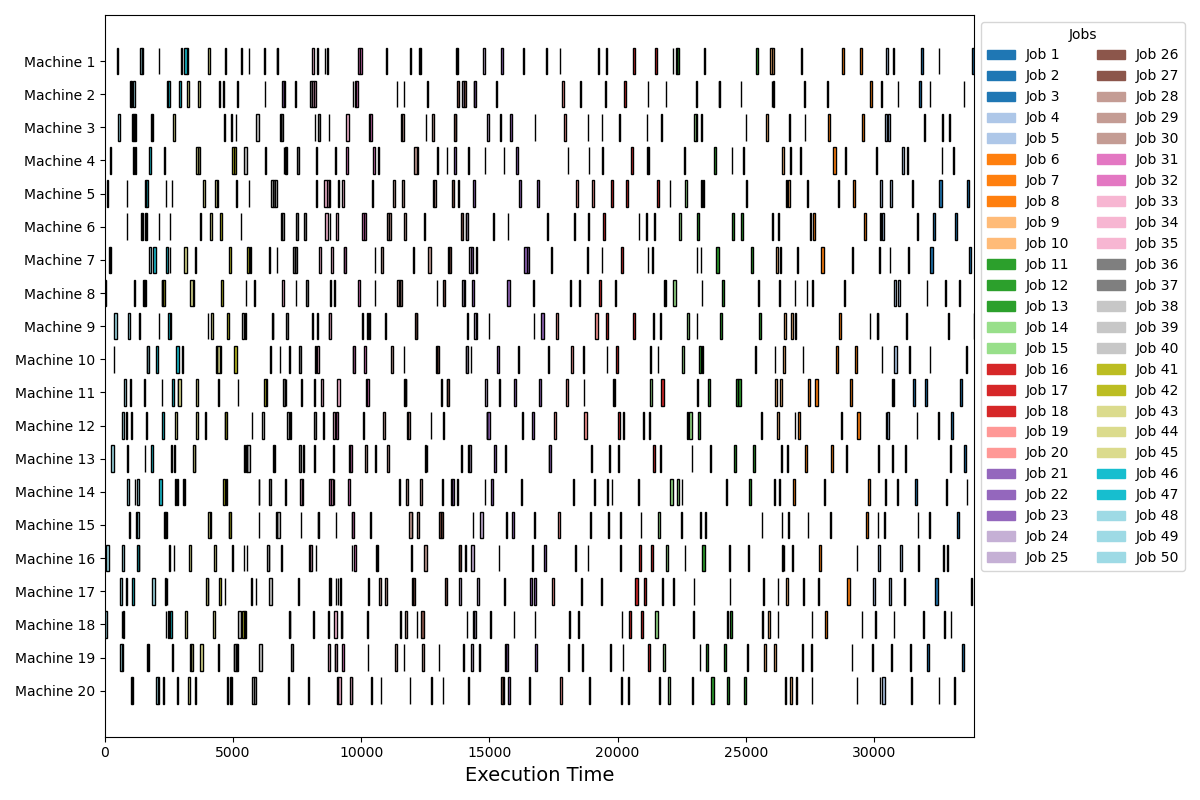 Machine 1
Machine 2
Machine 3
Machine 4
Machine 5
Machine 6
Machine 7
Machine 8
Machine 9
Machine 10
Machine 11
Machine 12
Machine 13
Machine 14
Machine 15
Machine 16
Machine 17
Machine 18
Machine 19
Machine 20
0 5000 10000 15000 20000 25000 30000
Execution Time
Jobs
Job 1
Job 2
Job 3
Job 4
Job 5
Job 6
Job 7
Job 8
Job 9
Job 10
Job 11
Job 12
Job 13
Job 14
Job 15
Job 16
Job 17
Job 18
Job 19
Job 20
Job 21
Job 22
Job 23
Job 24
Job 25
Job 26
Job 27
Job 28
Job 29
Job 30
Job 31
Job 32
Job 33
Job 34
Job 35
Job 36
Job 37
Job 38
Job 39
Job 40
Job 41
Job 42
Job 43
Job 44
Job 45
Job 46
Job 47
Job 48
Job 49
Job 50